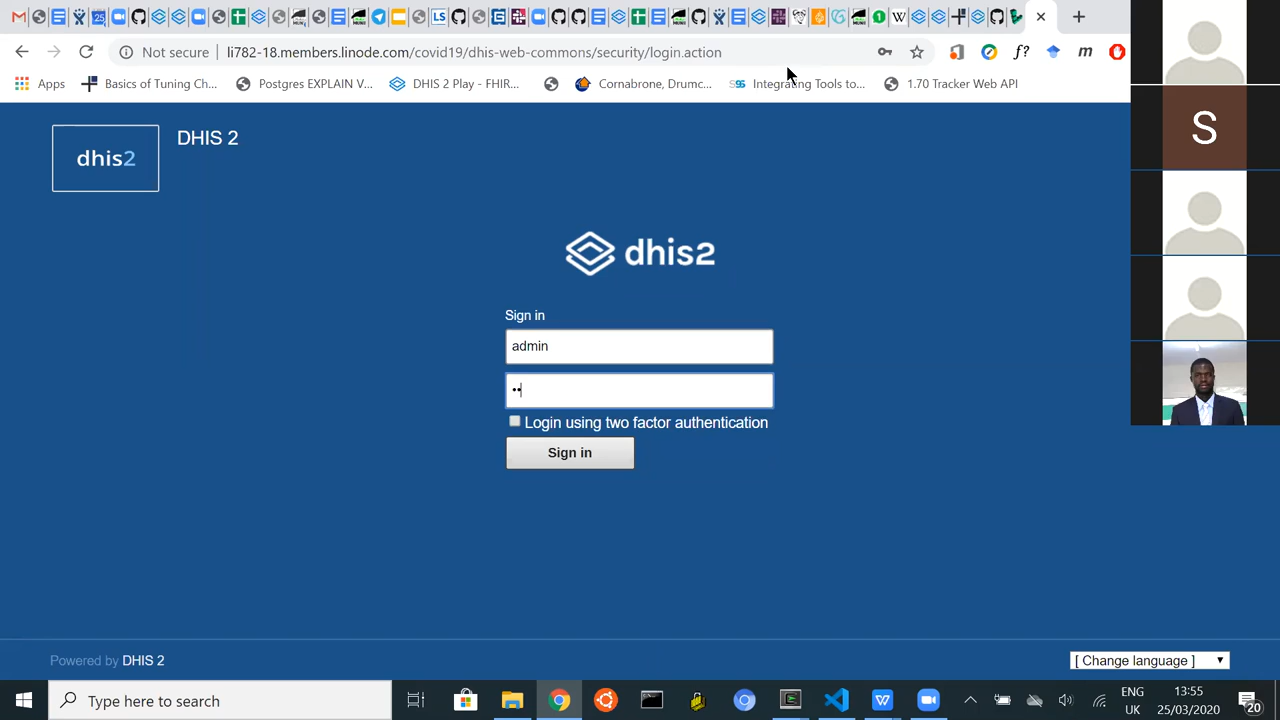 LS
W
Not secure
li782-18.members.linode.com/covid19/dhis-web-commons/security/login.action
f?
m
Apps
Basics of Tuning Ch...
Postgres EXPLAIN V...
DHIS 2 Play - FHIR...
Cornabrone, Drumc...
Integrating Tools to...
1.70 Tracker Web API
dhis2
DHIS 2
S
dhis2
Sign in
admin
Login using two factor authentication
Sign in
Powered by DHIS 2
[ Change language ]
Type here to search
ENG
UK
13:55
25/03/2020
20